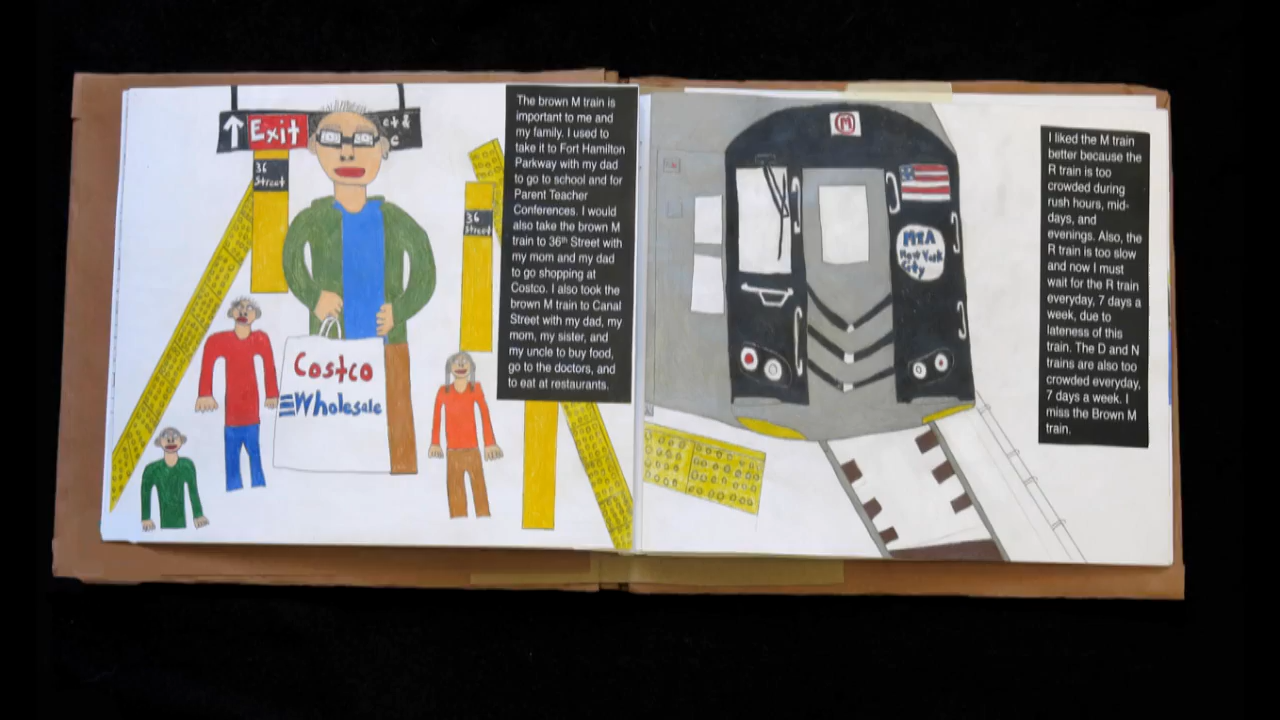 Exit
ct &
c
36
Street
36
Street
Costco
Wholesale
The brown M train is
important to me and
my family. I used to
take it to Fort Hamilton
Parkway with my dad
to go to school and for
Parent Teacher
Conferences. I would
also take the brown M
train to 36th Street with
my mom and my dad
to go shopping at
Costco. I also took the
brown M train to Canal
Street with my dad, my
mom, my sister, and
my uncle to buy food,
go to the doctors, and
to eat at restaurants.
M
MTA
New York
City
I liked the M train
better because the
R train is too
crowded during
rush hours, mid-
days, and
evenings. Also, the
R train is too slow
and now I must
wait for the R train
everyday, 7 days a
week, due to
lateness of this
train. The D and N
trains are also too
crowded everyday,
7 days a week. I
miss the Brown M
train.